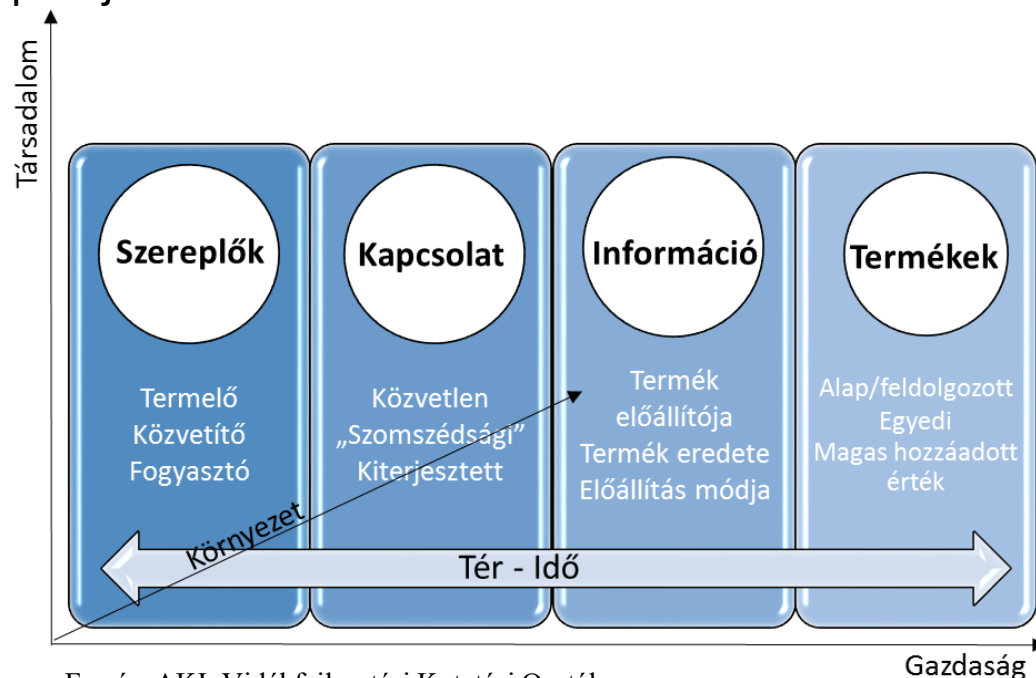 Társadalom
Szereplők
Termelő
Közvetítő
Fogyasztó
Kapcsolat
Közvetlen
„Szomszédsági”
Kiterjesztett
Információ
Termék
előállítója
Termék eredete
Előállítás módja
Termékek
Alap/feldolgozott
Egyedi
Magas hozzáadott
érték
Környezet
Tér - Idő
Gazdaság